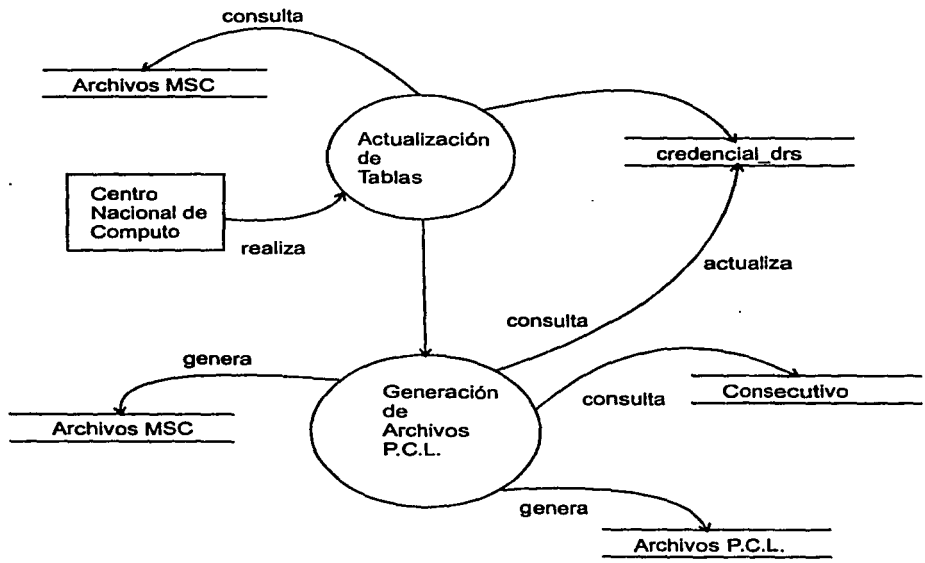 consulta
Archivos MSC
Actualización
de
Tablas
credencial_drs
Centro
Nacional de
Computo
realiza
actualiza
consulta
genera
Generación
de
Archivos
P.C.L.
consulta
Consecutivo
Archivos MSC
genera
Archivos P.C.L.